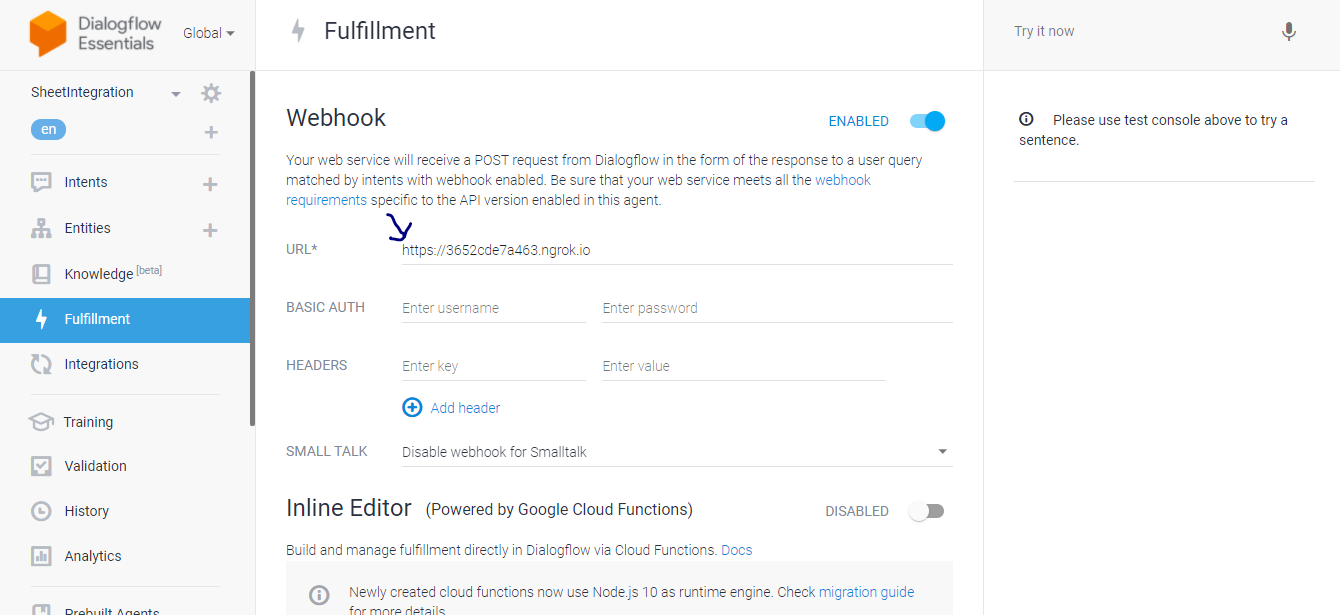 Dialogflow
Essentials
Global
SheetIntegration
en
Intents
Entities
Knowledge [beta]
Fulfillment
Integrations
Training
Validation
History
Analytics
Prebuilt Agents
Fulfillment
Webhook
ENABLED
Your web service will receive a POST request from Dialogflow in the form of the response to a user query
matched by intents with webhook enabled. Be sure that your web service meets all the webhook
requirements specific to the API version enabled in this agent.
URL* https://3652cde7a463.ngrok.io
BASIC AUTH Enter username Enter password
HEADERS Enter key Enter value
Add header
SMALL TALK Disable webhook for Smalltalk
Inline Editor (Powered by Google Cloud Functions) DISABLED
Build and manage fulfillment directly in Dialogflow via Cloud Functions. Docs
Newly created cloud functions now use Node.js 10 as runtime engine. Check migration guide
for more details.
Try it now
Please use test console above to try a
sentence.